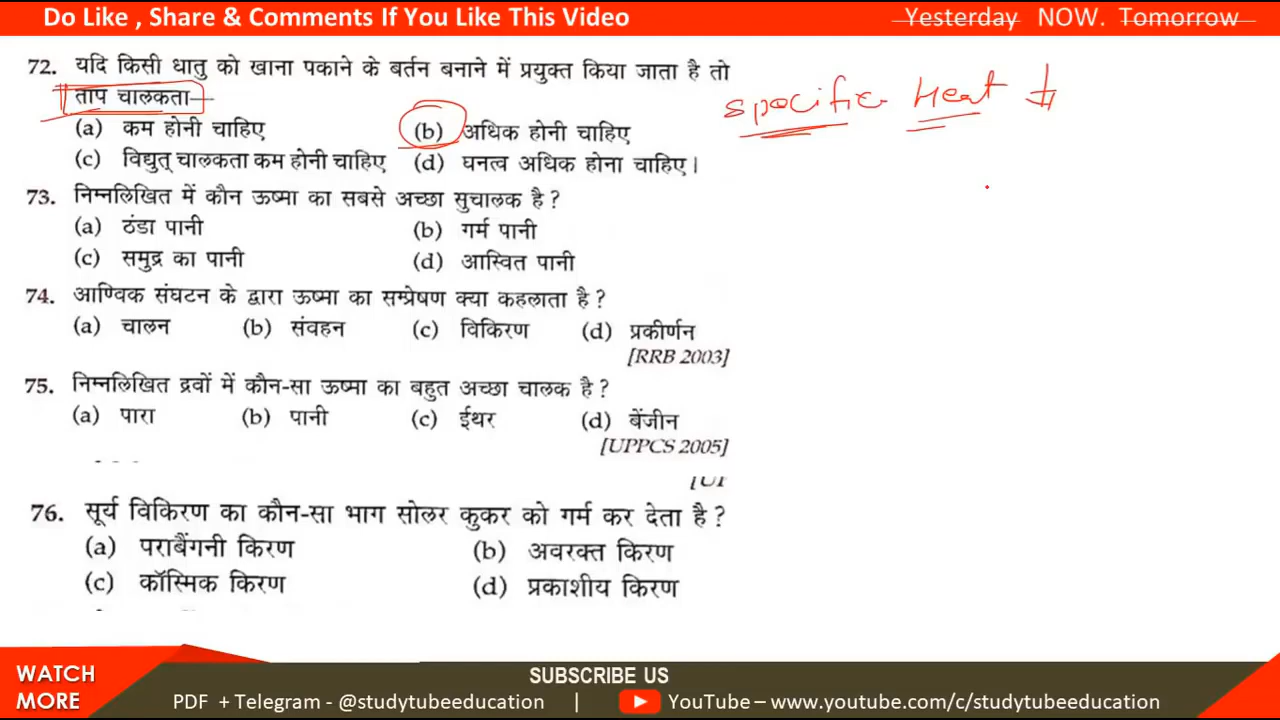 Do Like , Share & Comments If You Like This Video
Yesterday NOW. Tomorrow
72. यदि किसी धातु को खाना पकाने के बर्तन बनाने में प्रयुक्त किया जाता है तो
ताप चालकता—
specific Heat ↓
(a) कम होनी चाहिए (b) अधिक होनी चाहिए
(c) विद्युत् चालकता कम होनी चाहिए (d) घनत्व अधिक होना चाहिए।
73. निम्नलिखित में कौन ऊष्मा का सबसे अच्छा सुचालक है ?
(a) ठंडा पानी (b) गर्म पानी
(c) समुद्र का पानी (d) आस्वित पानी
74. आण्विक संघटन के द्वारा ऊष्मा का सम्प्रेषण क्या कहलाता है ?
(a) चालन (b) संवहन (c) विकिरण (d) प्रकीर्णन
[RRB 2003]
75. निम्नलिखित द्रवों में कौन-सा ऊष्मा का बहुत अच्छा चालक है ?
(a) पारा (b) पानी (c) ईथर (d) बेंजीन
[UPPCS 2005]
76. सूर्य विकिरण का कौन-सा भाग सोलर कुकर को गर्म कर देता है ?
(a) पराबैंगनी किरण (b) अवरक्त किरण
(c) कॉस्मिक किरण (d) प्रकाशीय किरण
WATCH
MORE
SUBSCRIBE US
PDF + Telegram - @studytubeeducation | YouTube – www.youtube.com/c/studytubeeducation